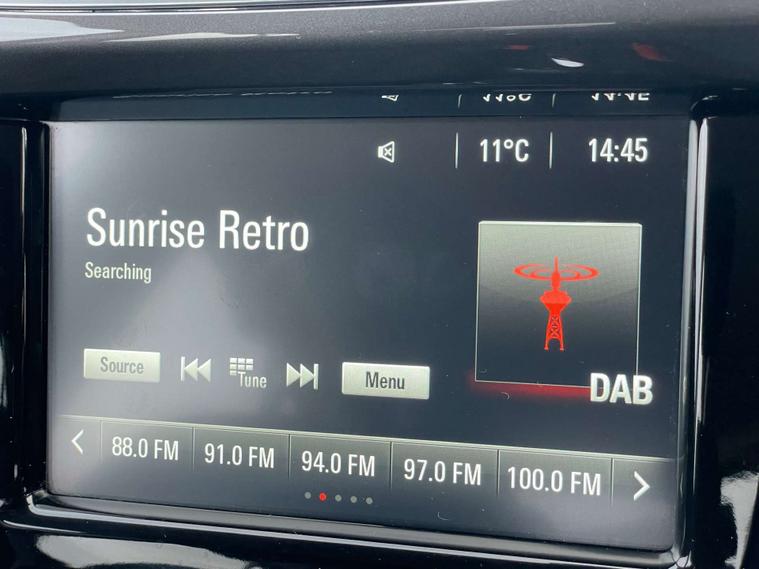 11°C 14:45
Sunrise Retro
Searching
Source Tune Menu
DAB
88.0 FM 91.0 FM 94.0 FM 97.0 FM 100.0 FM